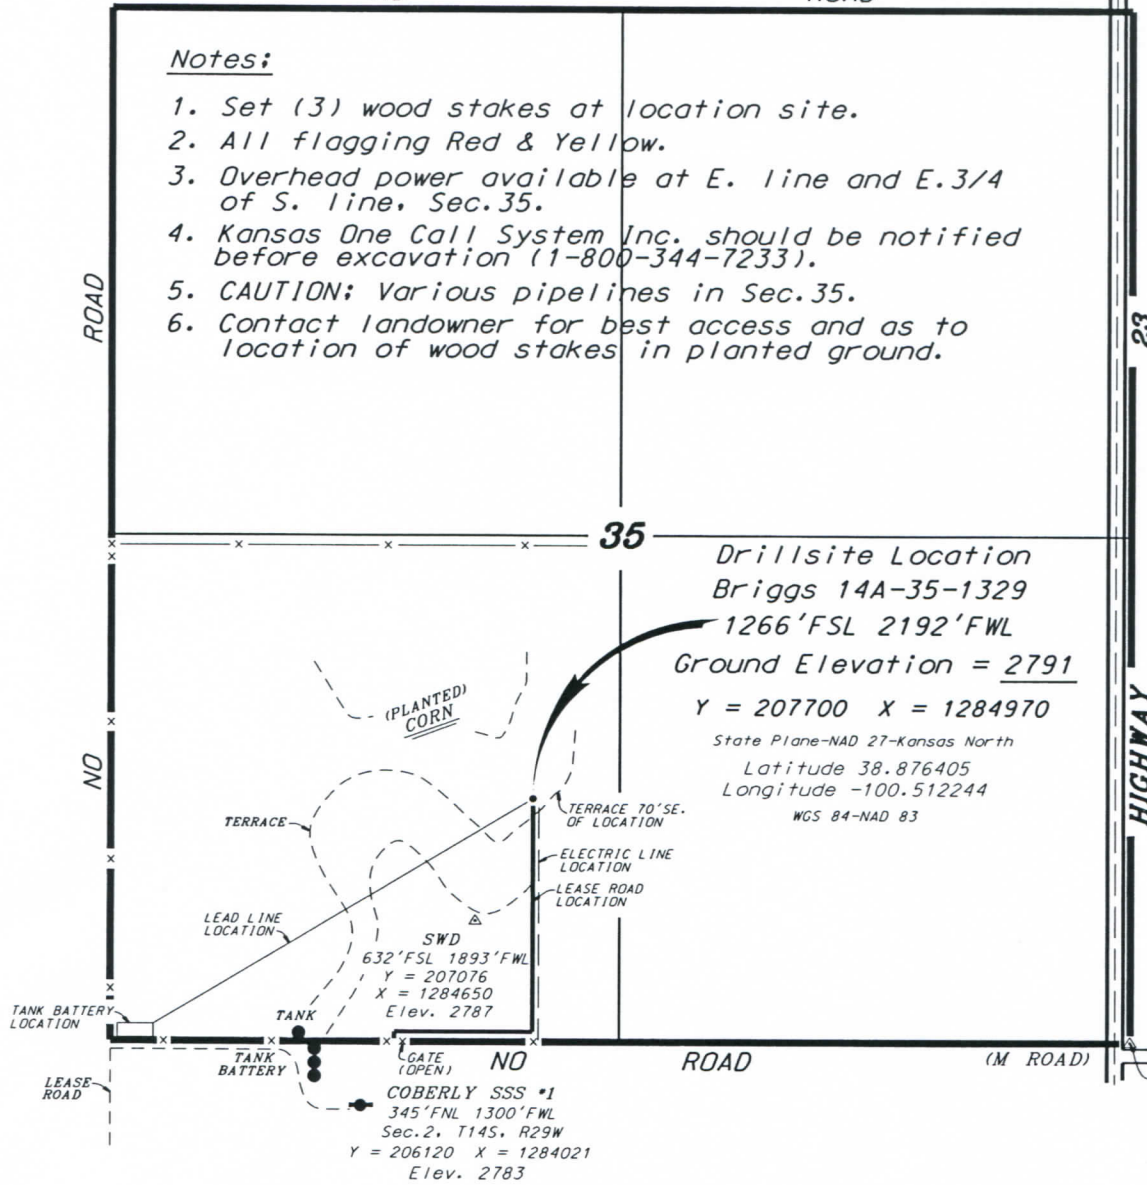 ROAD
Notes:
1. Set (3) wood stakes at location site.
2. All flagging Red & Yellow.
3. Overhead power available at E. line and E.3/4
of S. line, Sec.35.
4. Kansas One Call System Inc. should be notified
before excavation (1-800-344-7233).
5. CAUTION: Various pipelines in Sec.35.
6. Contact landowner for best access and as to
location of wood stakes in planted ground.
ROAD
23
35
Drillsite Location
Briggs 14A-35-1329
1266'FSL 2192'FWL
Ground Elevation = 2791
Y = 207700 X = 1284970
State Plane-NAD 27-Kansas North
Latitude 38.876405
Longitude -100.512244
WGS 84-NAD 83
HIGHWAY
(PLANTED)
CORN
NO
TERRACE
TERRACE 70'SE.
OF LOCATION
ELECTRIC LINE
LOCATION
LEASE ROAD
LOCATION
LEAD LINE
LOCATION
SWD
632'FSL 1893'FWL
Y = 207076
X = 1284650
Elev. 2787
TANK BATTERY
LOCATION
TANK
TANK
BATTERY
GATE
(OPEN)
NO
ROAD
(M ROAD)
LEASE
ROAD
COBERLY SSS #1
345'FNL 1300'FWL
Sec.2, T14S, R29W
Y = 206120 X = 1284021
Elev. 2783